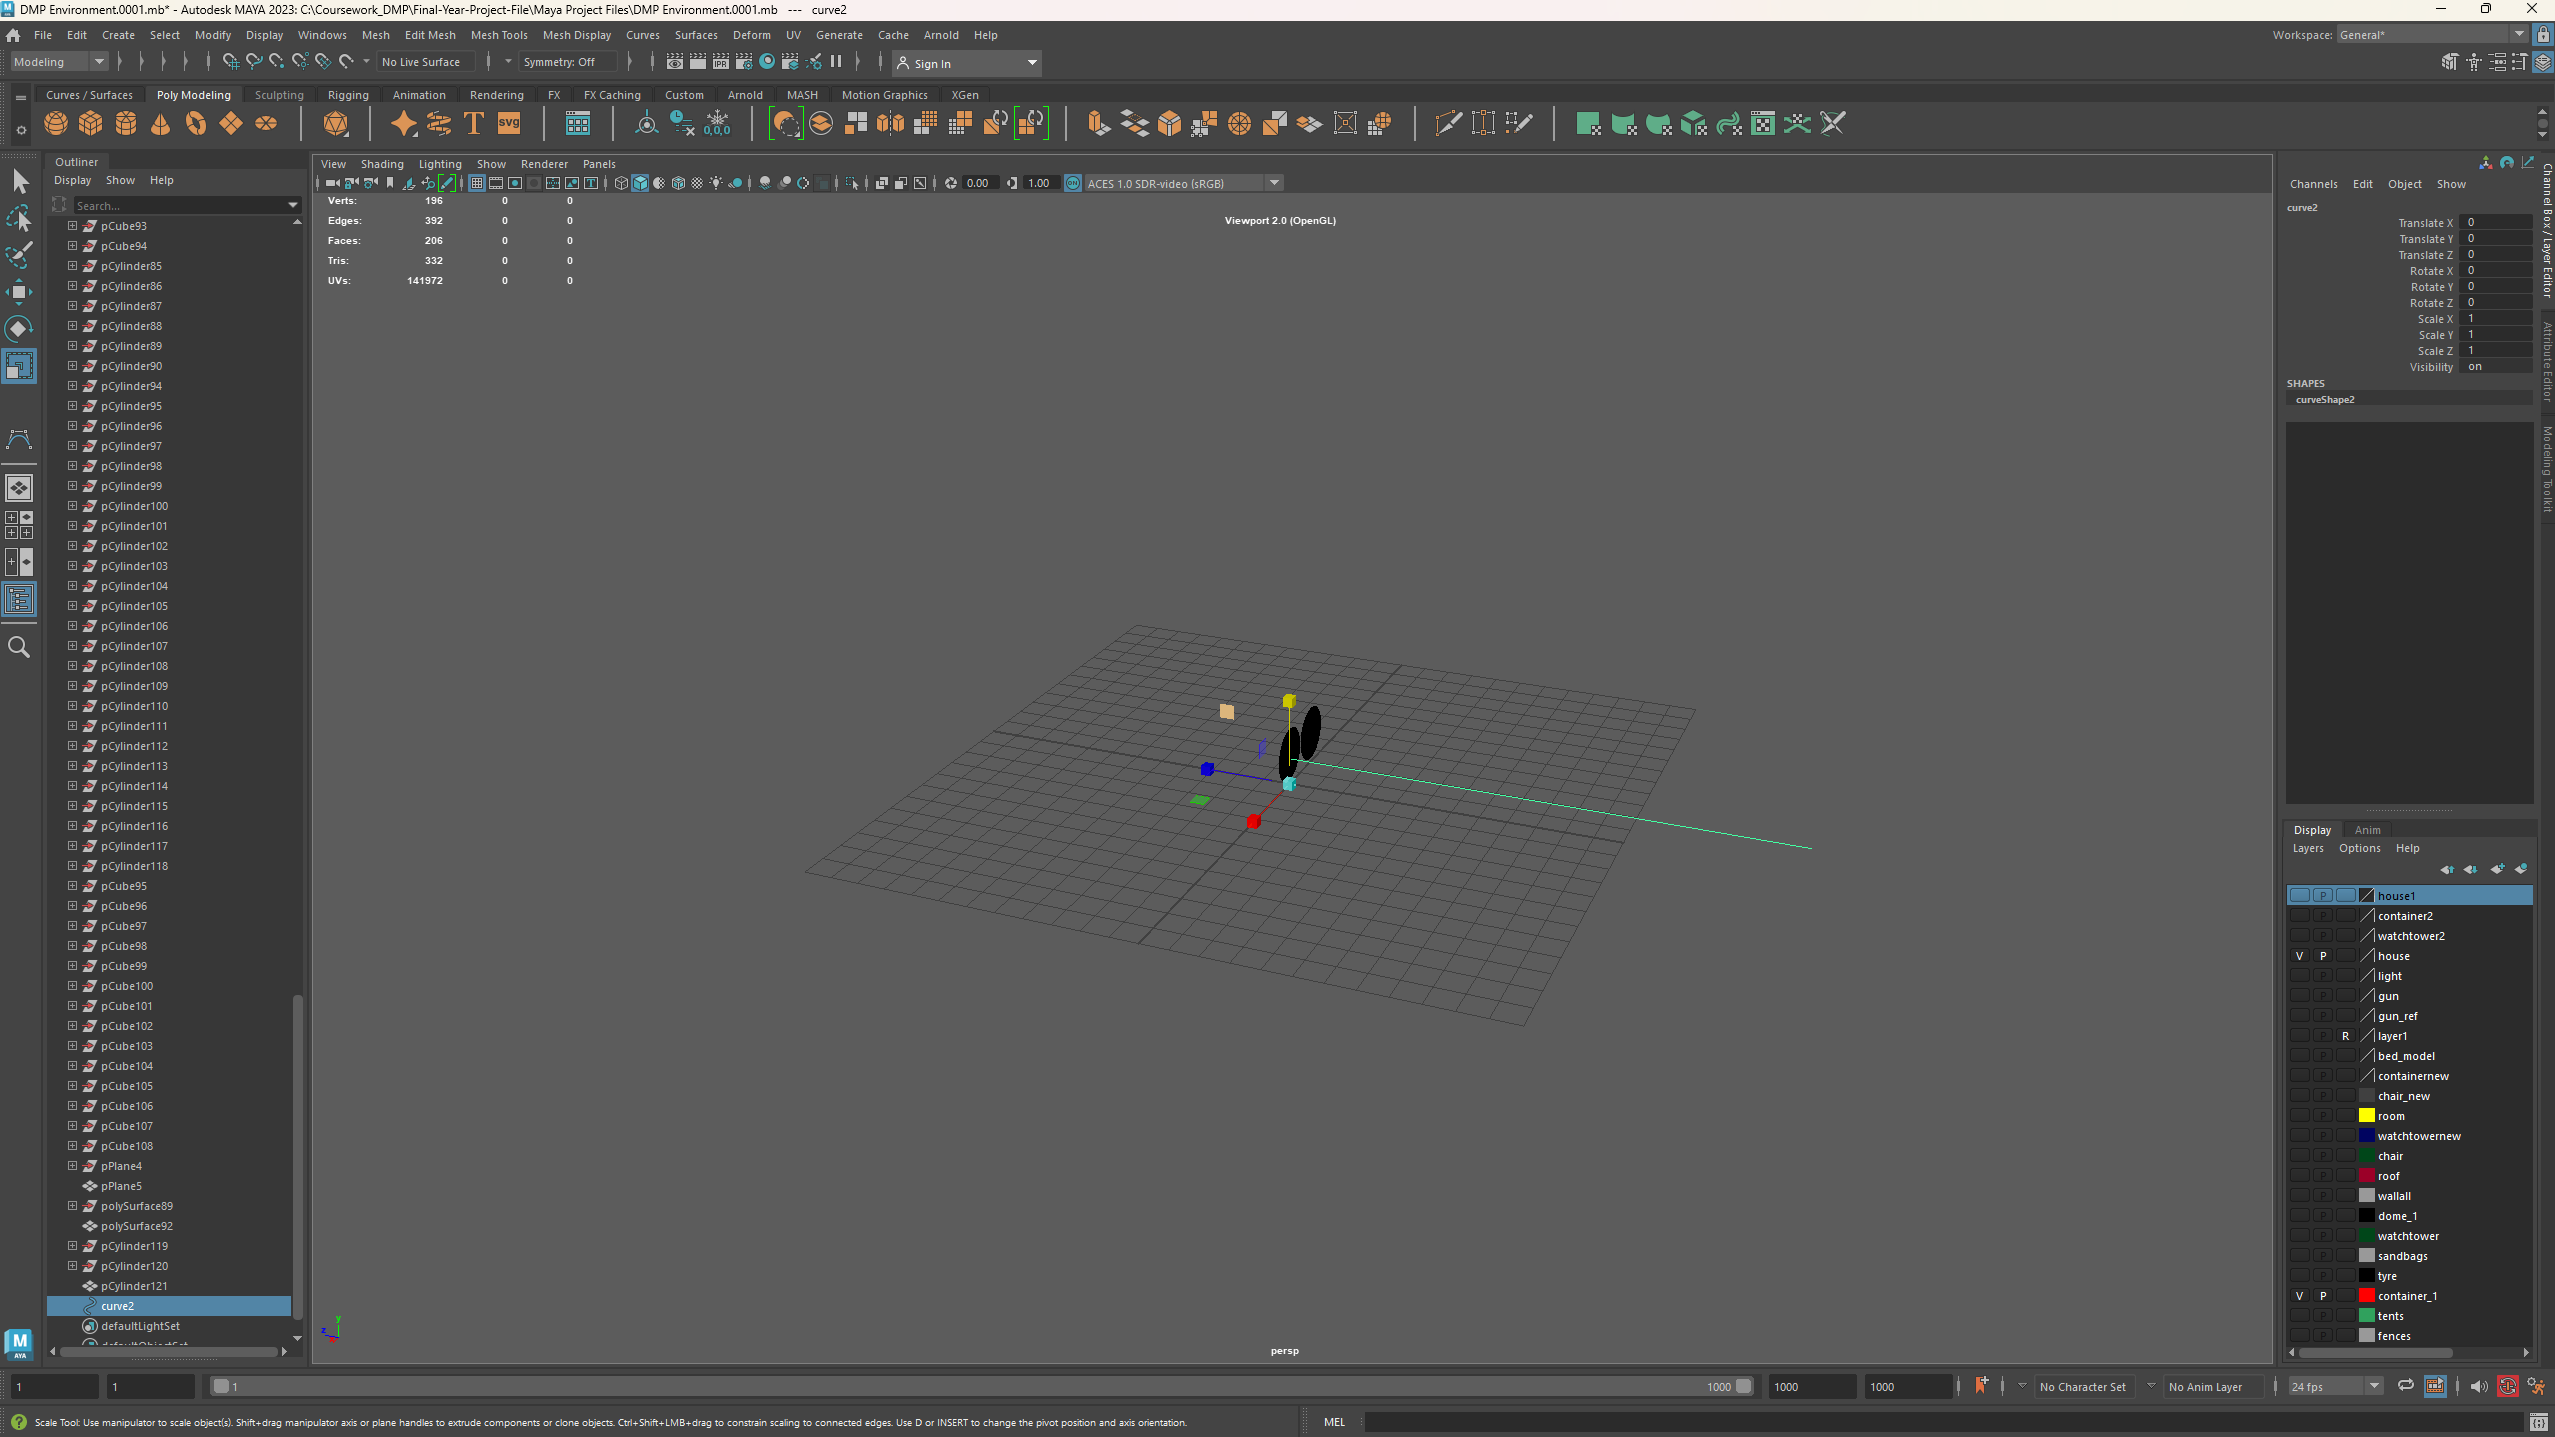 DMP Environment.0001.mb* - Autodesk MAYA 2023: C:\Coursework_DMP\Final-Year-Project-File\Maya Project Files\DMP Environment.0001.mb --- curve2
File Edit Create Select Modify Display Windows Mesh Edit Mesh Mesh Tools Mesh Display Curves Surfaces Deform UV Generate Cache Arnold Help
Workspace: General*
Modeling
No Live Surface
Symmetry: Off
IPR
Sign In
Curves / Surfaces Poly Modeling Sculpting Rigging Animation Rendering FX FX Caching Custom Arnold MASH Motion Graphics XGen
T
svg
0,0,0
Outliner
Display Show Help
Search...
pCube93
pCube94
pCylinder85
pCylinder86
pCylinder87
pCylinder88
pCylinder89
pCylinder90
pCylinder94
pCylinder95
pCylinder96
pCylinder97
pCylinder98
pCylinder99
pCylinder100
pCylinder101
pCylinder102
pCylinder103
pCylinder104
pCylinder105
pCylinder106
pCylinder107
pCylinder108
pCylinder109
pCylinder110
pCylinder111
pCylinder112
pCylinder113
pCylinder114
pCylinder115
pCylinder116
pCylinder117
pCylinder118
pCube95
pCube96
pCube97
pCube98
pCube99
pCube100
pCube101
pCube102
pCube103
pCube104
pCube105
pCube106
pCube107
pCube108
pPlane4
pPlane5
polySurface89
polySurface92
pCylinder119
pCylinder120
pCylinder121
curve2
defaultLightSet
View Shading Lighting Show Renderer Panels
0.00
1.00
ON
ACES 1.0 SDR-video (sRGB)
Verts: 196 0 0
Edges: 392 0 0
Faces: 206 0 0
Tris: 332 0 0
UVs: 141972 0 0
Viewport 2.0 (OpenGL)
y
z
persp
Channels Edit Object Show
curve2
Translate X 0
Translate Y 0
Translate Z 0
Rotate X 0
Rotate Y 0
Rotate Z 0
Scale X 1
Scale Y 1
Scale Z 1
Visibility on
SHAPES
curveShape2
Channel Box / Layer Editor
Attribute Editor
Modeling Toolkit
Display Anim
Layers Options Help
P house1
P container2
P watchtower2
V P house
P light
P gun
P gun_ref
P R layer1
P bed_model
P containernew
P chair_new
P room
P watchtowernew
P chair
P roof
P wallall
P dome_1
P watchtower
P sandbags
P tyre
V P container_1
P tents
P fences
M
AYA
1
1
1
1000
1000
1000
No Character Set
No Anim Layer
24 fps
Scale Tool: Use manipulator to scale object(s). Shift+drag manipulator axis or plane handles to extrude components or clone objects. Ctrl+Shift+LMB+drag to constrain scaling to connected edges. Use D or INSERT to change the pivot position and axis orientation.
MEL